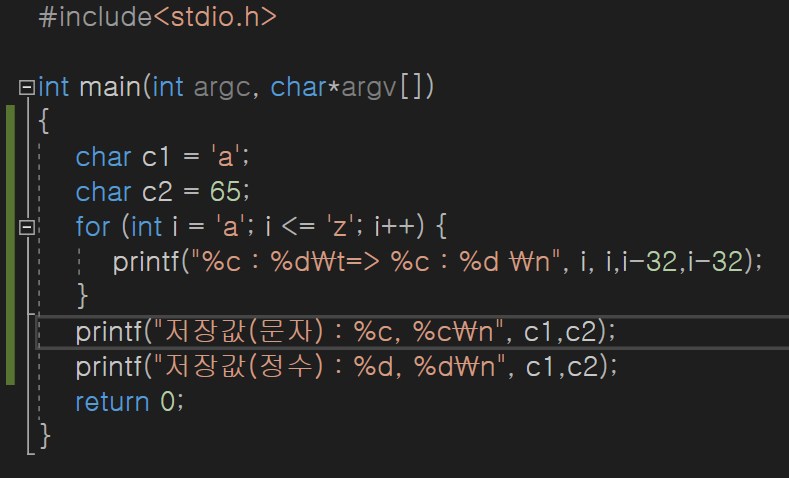 #include<stdio.h>
int main(int argc, char*argv[])
{
char c1 = 'a';
char c2 = 65;
for (int i = 'a'; i <= 'z'; i++) {
printf("%c : %d₩t=> %c : %d ₩n", i, i,i-32,i-32);
}
printf("저장값(문자) : %c, %c₩n", c1,c2);
printf("저장값(정수) : %d, %d₩n", c1,c2);
return 0;
}